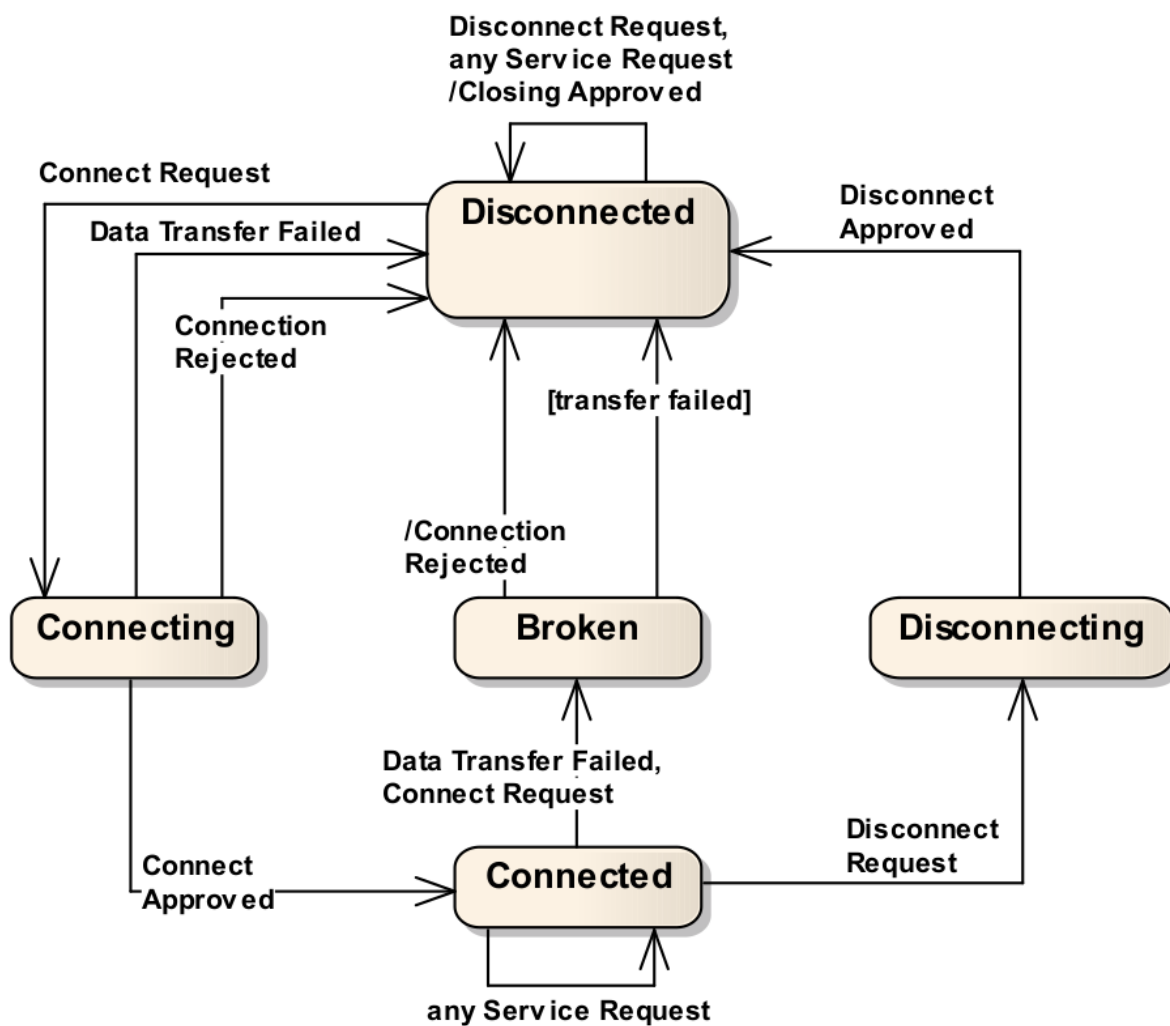 Disconnect Request,
any Service Request
/Closing Approved
Connect Request
Disconnected
Disconnect
Approved
Data Transfer Failed
Connection
Rejected
[transfer failed]
/Connection
Rejected
Connecting
Broken
Disconnecting
Data Transfer Failed,
Connect Request
Disconnect
Request
Connect
Approved
Connected
any Service Request